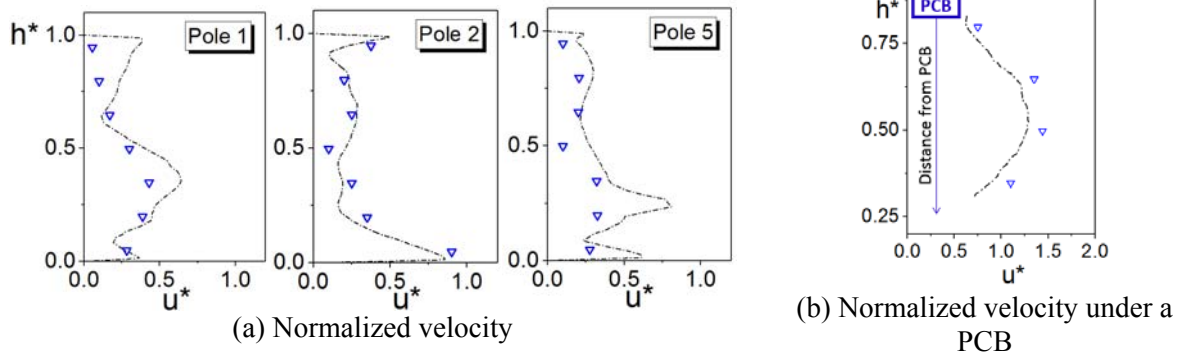 h*
1.0
0.5
0.0
Pole 1
0.0 0.5 1.0
u*
1.0
0.5
0.0
Pole 2
0.0 0.5 1.0
u*
1.0
0.5
0.0
Pole 5
0.0 0.5 1.0
u*
(a) Normalized velocity
h*
PCB
0.75
0.50
0.25
Distance from PCB
0.0 0.5 1.0 1.5 2.0
u*
(b) Normalized velocity under a
PCB